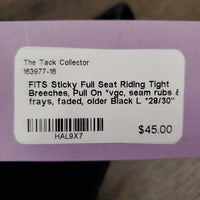 The Tack Collector
163977-16
FITS Sticky Full Seat Riding Tight
Breeches, Pull On *vgc, seam rubs &
frays, faded, older Black L *28/30"
HAL9X7
$45.00